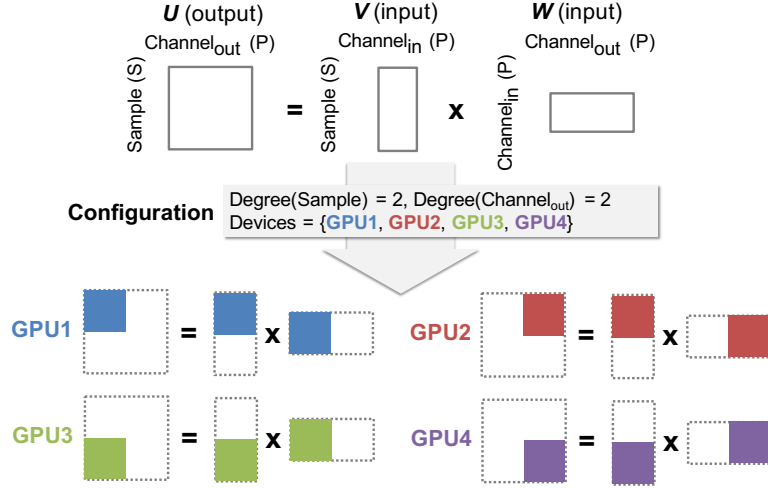 U (output) V (input) W (input)
Channelout (P) Channelin (P) Channelout (P)
Sample (S) = Sample (S) x Channelin (P)
Configuration
Degree(Sample) = 2, Degree(Channelout) = 2
Devices = {GPU1, GPU2, GPU3, GPU4}
GPU1 = x GPU2 = x
GPU3 = x GPU4 = x